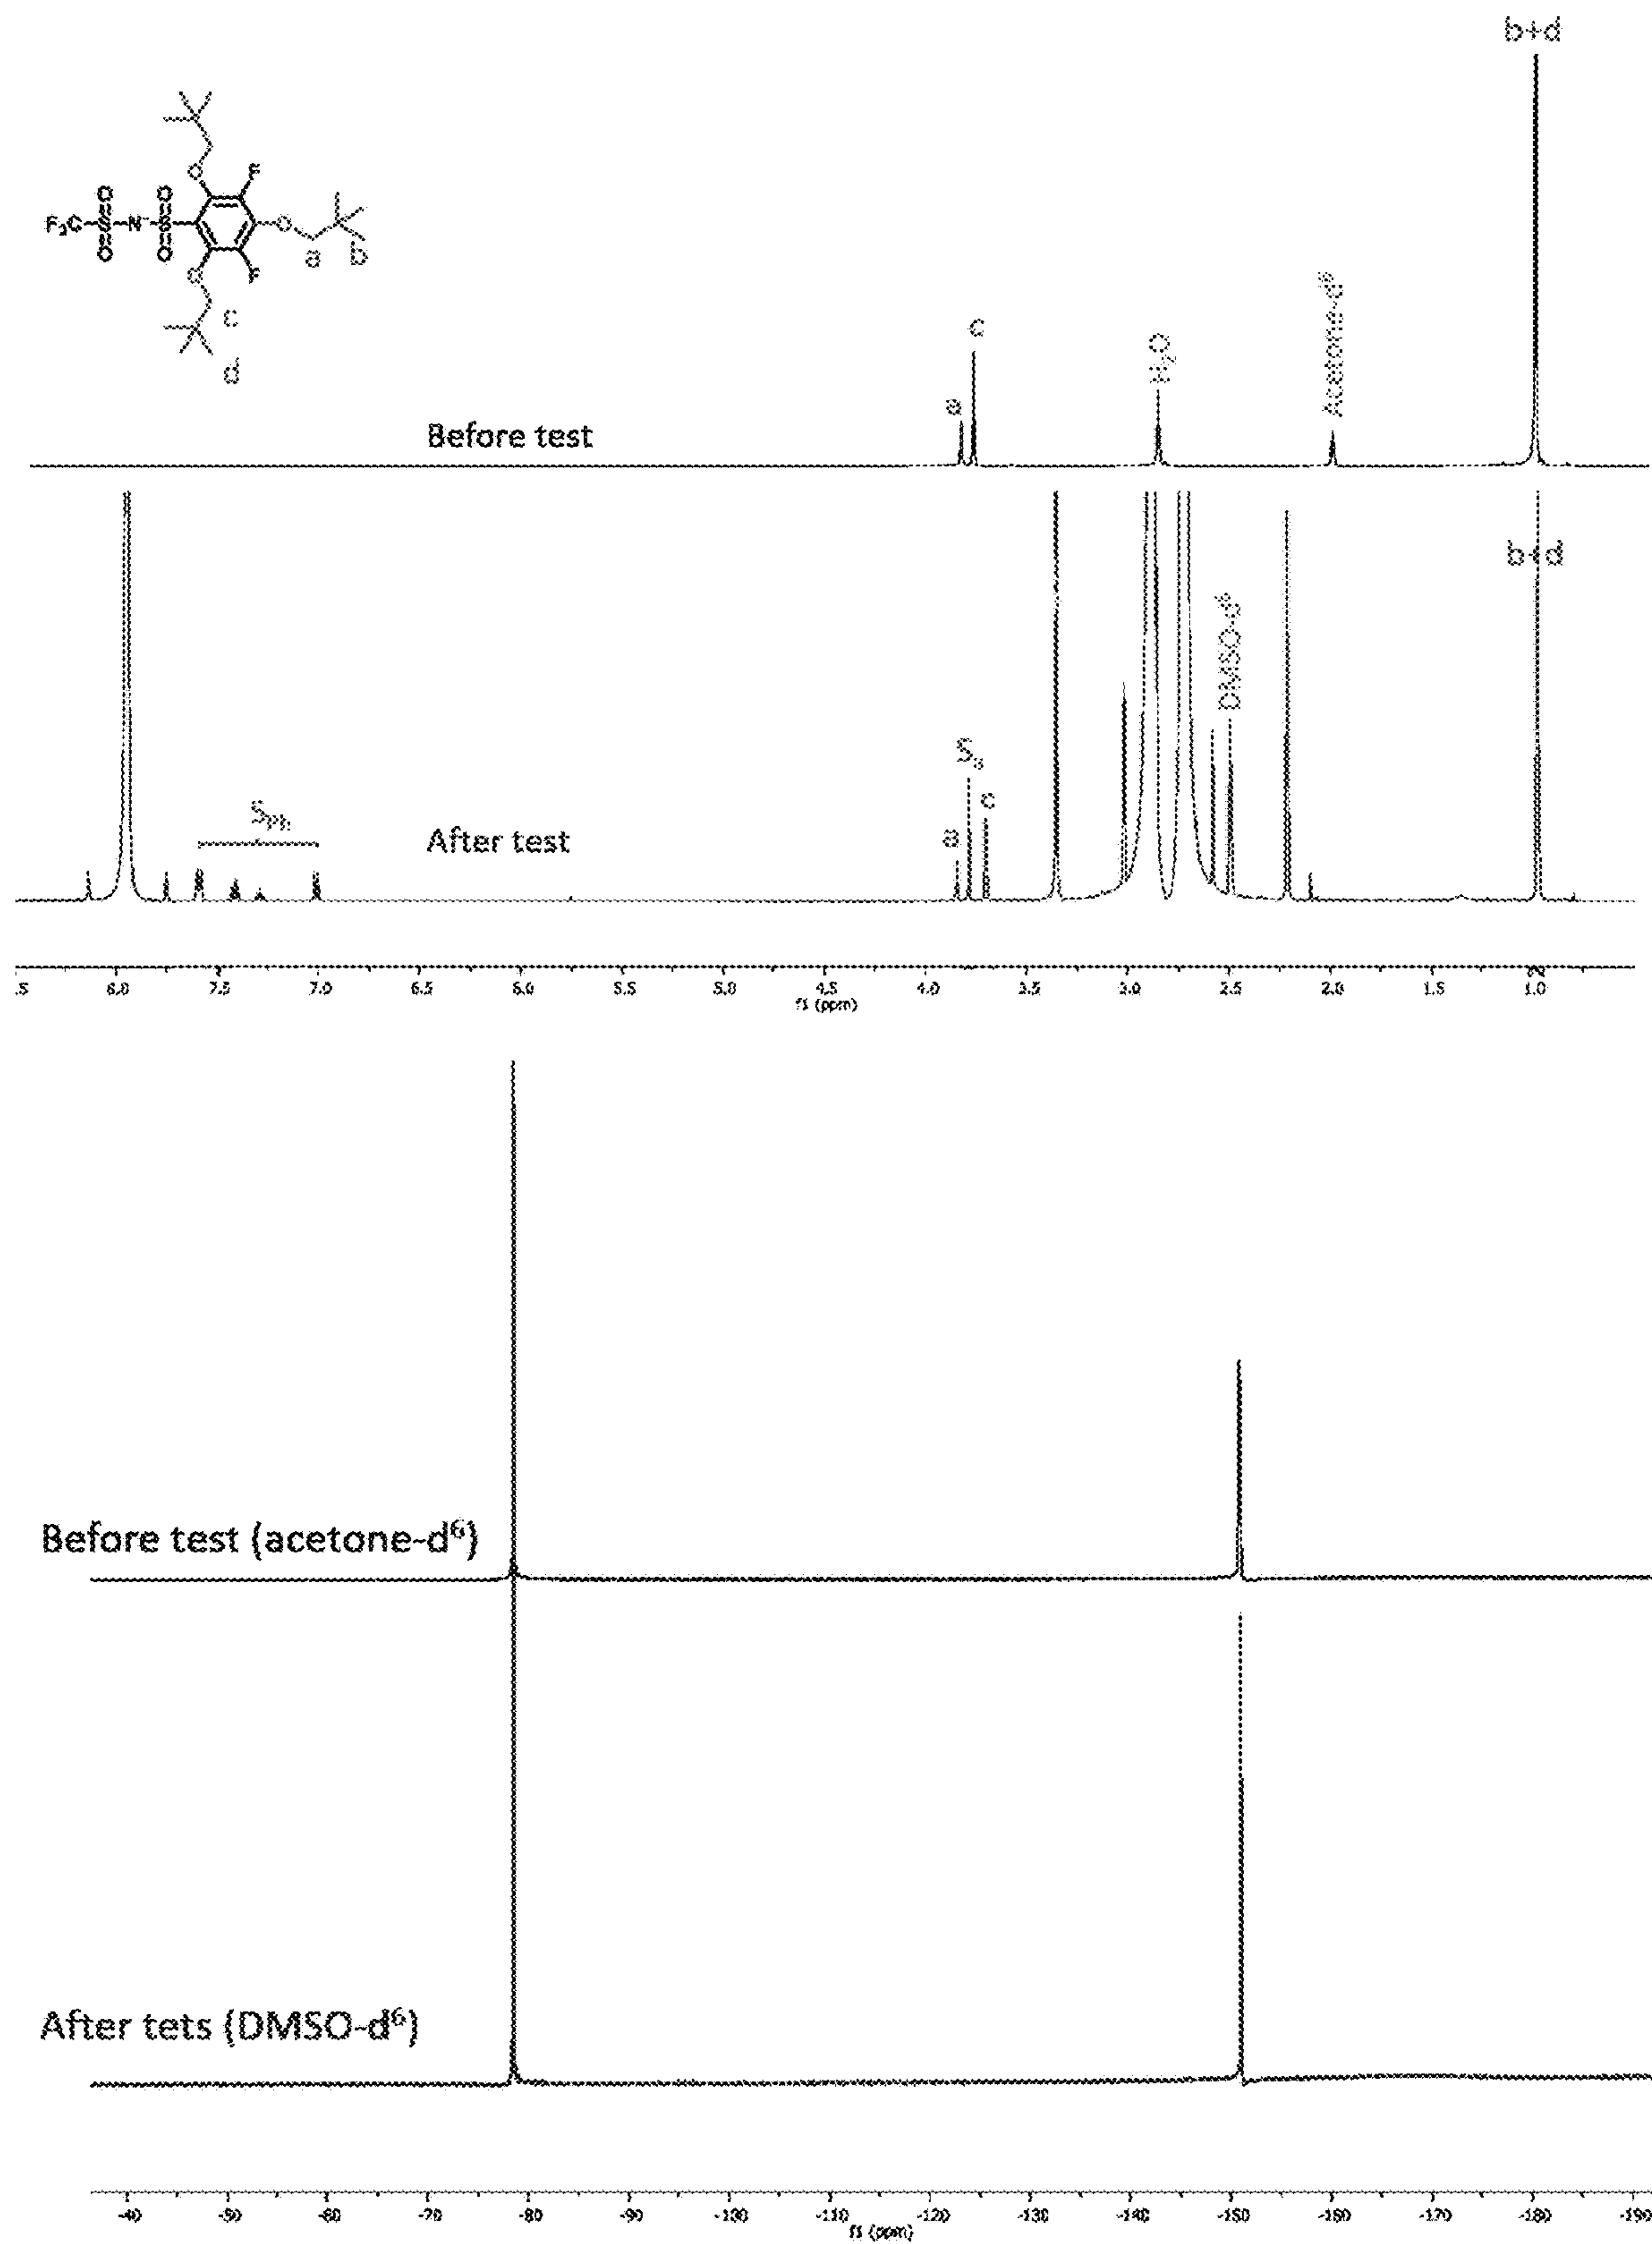 b+d
F
O
O
O
F₃C-S-N⁻-S
O
a
b
O
O
O
F
c
d
c
a
H₂O
Acetone-d⁶
Before test
b+d
DMSO-d⁶
Sₐ
c
a
S_Ph
After test
.5 8.0 7.5 7.0 6.5 6.0 5.5 5.0 4.5 4.0 3.5 3.0 2.5 2.0 1.5 1.0
f1 (ppm)
Before test (acetone-d⁶)
After tets (DMSO-d⁶)
-40 -50 -60 -70 -80 -90 -100 -110 -120 -130 -140 -150 -160 -170 -180 -190
f1 (ppm)